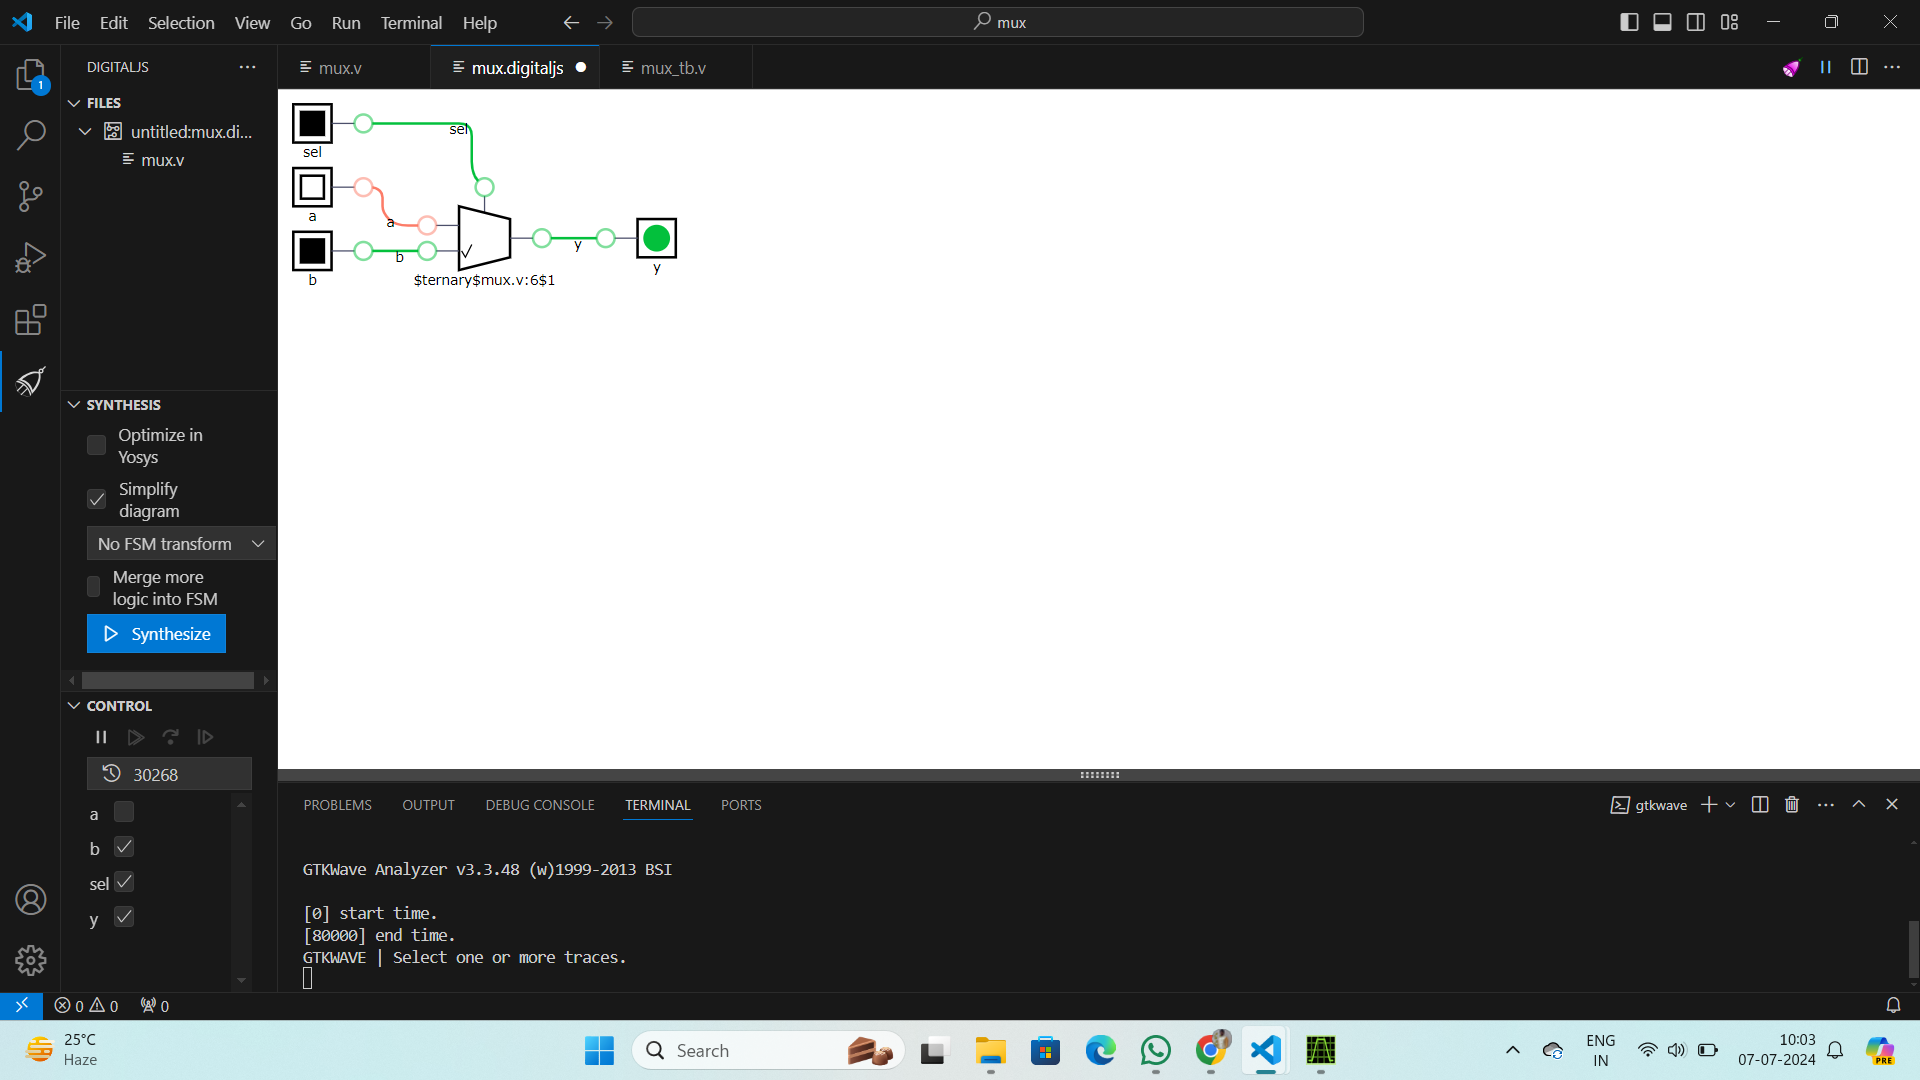 File Edit Selection View Go Run Terminal Help
mux
1
DIGITALJS
FILES
untitled:mux.di...
mux.v
mux.v
mux.digitaljs
mux_tb.v
sel
sel
a
a
b
b
$ternary$mux.v:6$1
y
y
SYNTHESIS
Optimize in
Yosys
Simplify
diagram
No FSM transform
Merge more
logic into FSM
Synthesize
CONTROL
30268
a
b
sel
y
PROBLEMS OUTPUT DEBUG CONSOLE TERMINAL PORTS
gtkwave
GTKWave Analyzer v3.3.48 (w)1999-2013 BSI
[0] start time.
[80000] end time.
GTKWAVE | Select one or more traces.
0 0 0
25°C
Haze
Search
ENG
IN
10:03
07-07-2024
PRE